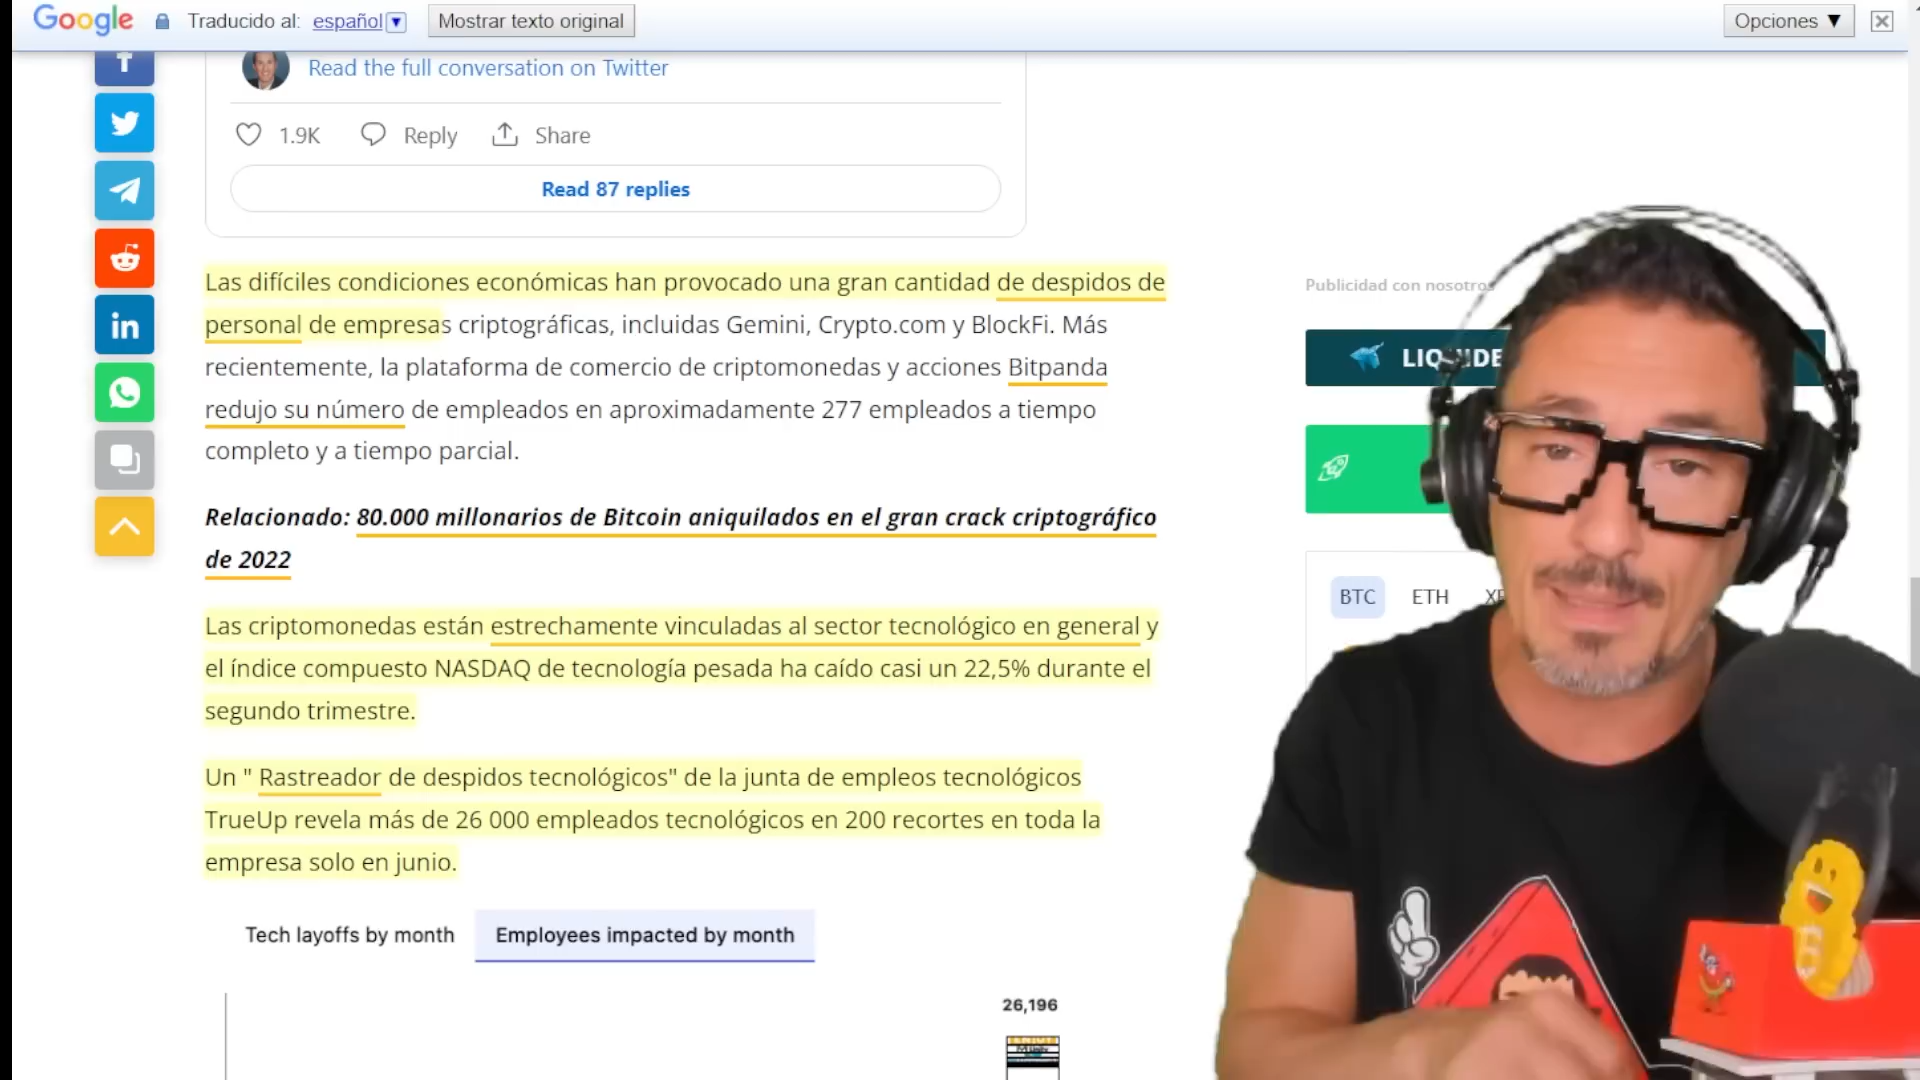 Google Traducido al: español Mostrar texto original Opciones
Read the full conversation on Twitter
1.9K Reply Share
Read 87 replies
Las difíciles condiciones económicas han provocado una gran cantidad de despidos de
personal de empresas criptográficas, incluidas Gemini, Crypto.com y BlockFi. Más
recientemente, la plataforma de comercio de criptomonedas y acciones Bitpanda
redujo su número de empleados en aproximadamente 277 empleados a tiempo
completo y a tiempo parcial.
Relacionado: 80.000 millonarios de Bitcoin aniquilados en el gran crack criptográfico
de 2022
Las criptomonedas están estrechamente vinculadas al sector tecnológico en general y
el índice compuesto NASDAQ de tecnología pesada ha caído casi un 22,5% durante el
segundo trimestre.
Un " Rastreador de despidos tecnológicos" de la junta de empleos tecnológicos
TrueUp revela más de 26 000 empleados tecnológicos en 200 recortes en toda la
empresa solo en junio.
Tech layoffs by month Employees impacted by month
26,196
Publicidad con nosotros
BTC ETH